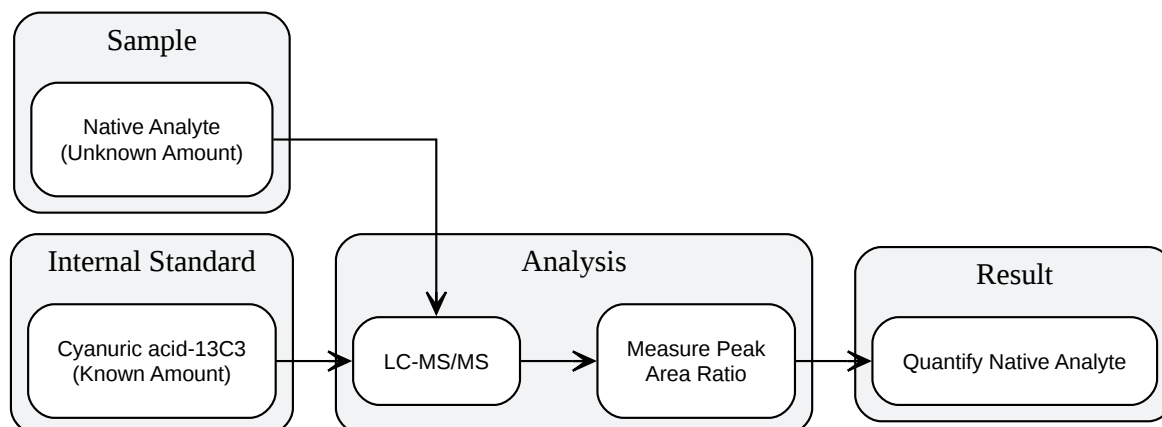 Sample
Native Analyte
(Unknown Amount)
Internal Standard
Cyanuric acid-13C3
(Known Amount)
Analysis
LC-MS/MS
Measure Peak
Area Ratio
Result
Quantify Native Analyte